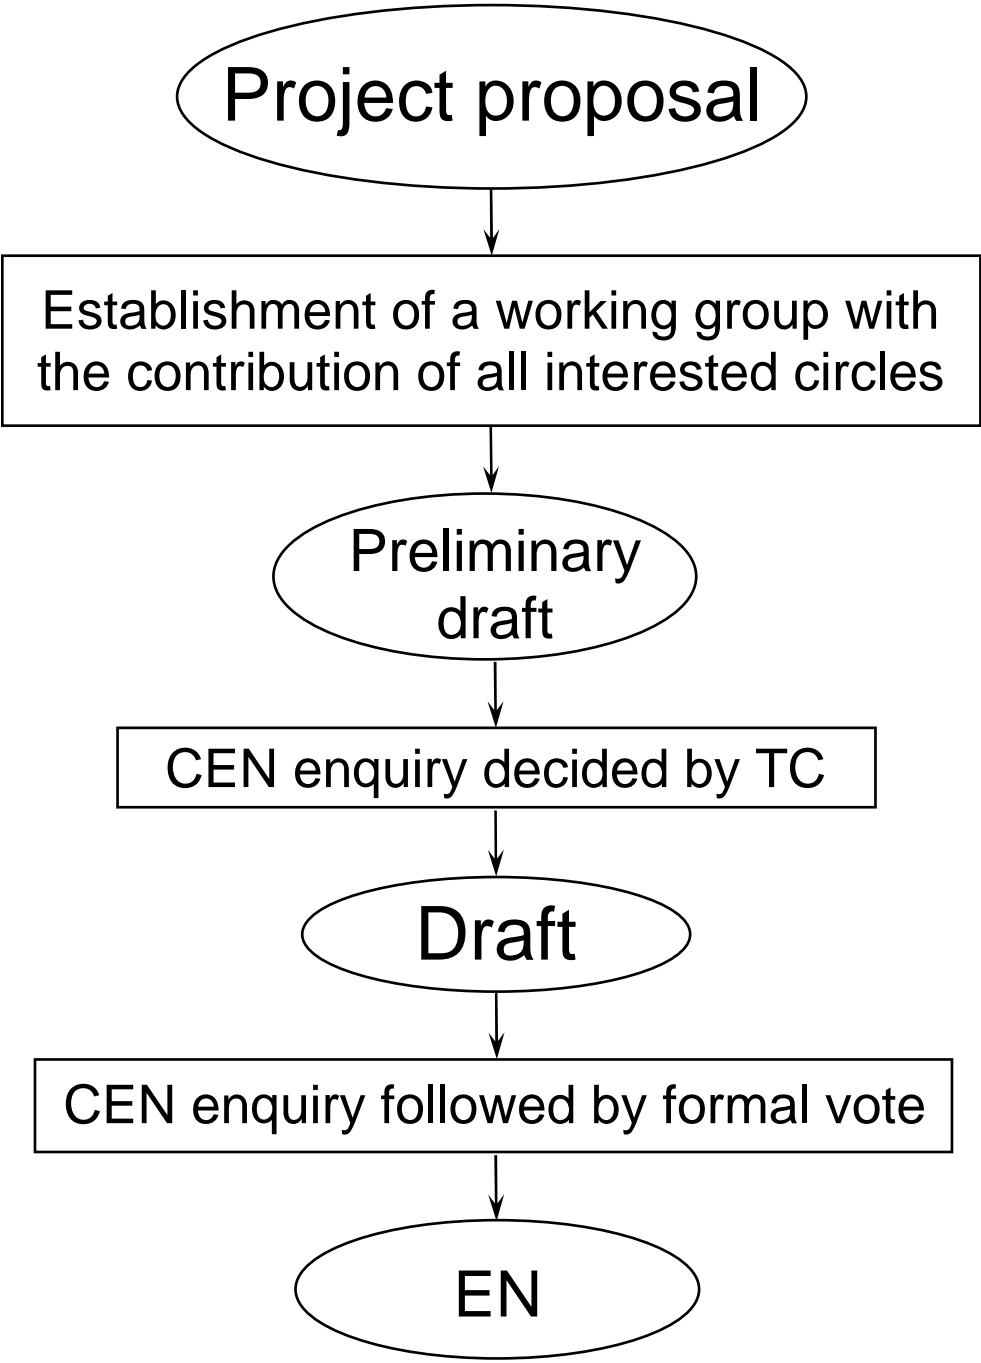 Project proposal
Establishment of a working group with
the contribution of all interested circles
Preliminary
draft
CEN enquiry decided by TC
Draft
CEN enquiry followed by formal vote
EN